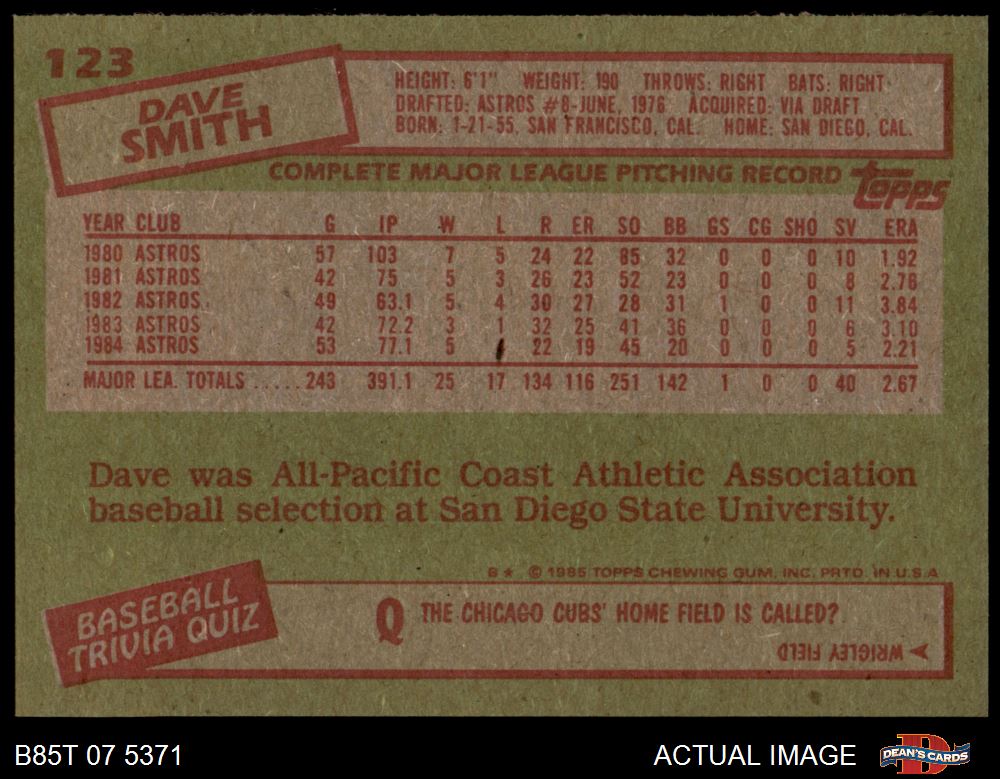 123
DAVE
SMITH
HEIGHT: 6'1" WEIGHT: 190 THROWS: RIGHT BATS: RIGHT
DRAFTED: ASTROS #8-JUNE, 1976 ACQUIRED: VIA DRAFT
BORN: 1-21-55, SAN FRANCISCO, CAL. HOME: SAN DIEGO, CAL.
COMPLETE MAJOR LEAGUE PITCHING RECORD topps
YEAR CLUB G IP W L R ER SO BB GS CG SHO SV ERA
1980 ASTROS 57 103 7 5 24 22 85 32 0 0 0 10 1.92
1981 ASTROS 42 75 5 3 26 23 52 23 0 0 0 8 2.76
1982 ASTROS 49 63.1 5 4 30 27 28 31 1 0 0 11 3.84
1983 ASTROS 42 72.2 3 1 32 25 41 36 0 0 0 6 3.10
1984 ASTROS 53 77.1 5 22 19 45 20 0 0 0 5 2.21
MAJOR LEA. TOTALS ..... 243 391.1 25 17 134 116 251 142 1 0 0 40 2.67
Dave was All-Pacific Coast Athletic Association
baseball selection at San Diego State University.
© 1985 TOPPS CHEWING GUM, INC. PRTD. IN U.S.A
BASEBALL
TRIVIA QUIZ
Q THE CHICAGO CUBS' HOME FIELD IS CALLED?
WRIGLEY FIELD
B85T 07 5371
ACTUAL IMAGE
D
DEAN'S CARDS